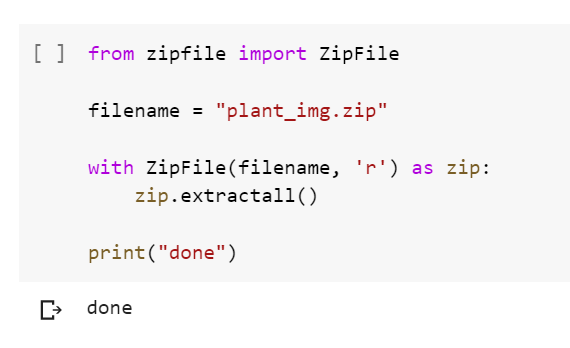 [ ] from zipfile import ZipFile
filename = "plant_img.zip"
with ZipFile(filename, 'r') as zip:
    zip.extractall()
print("done")
done